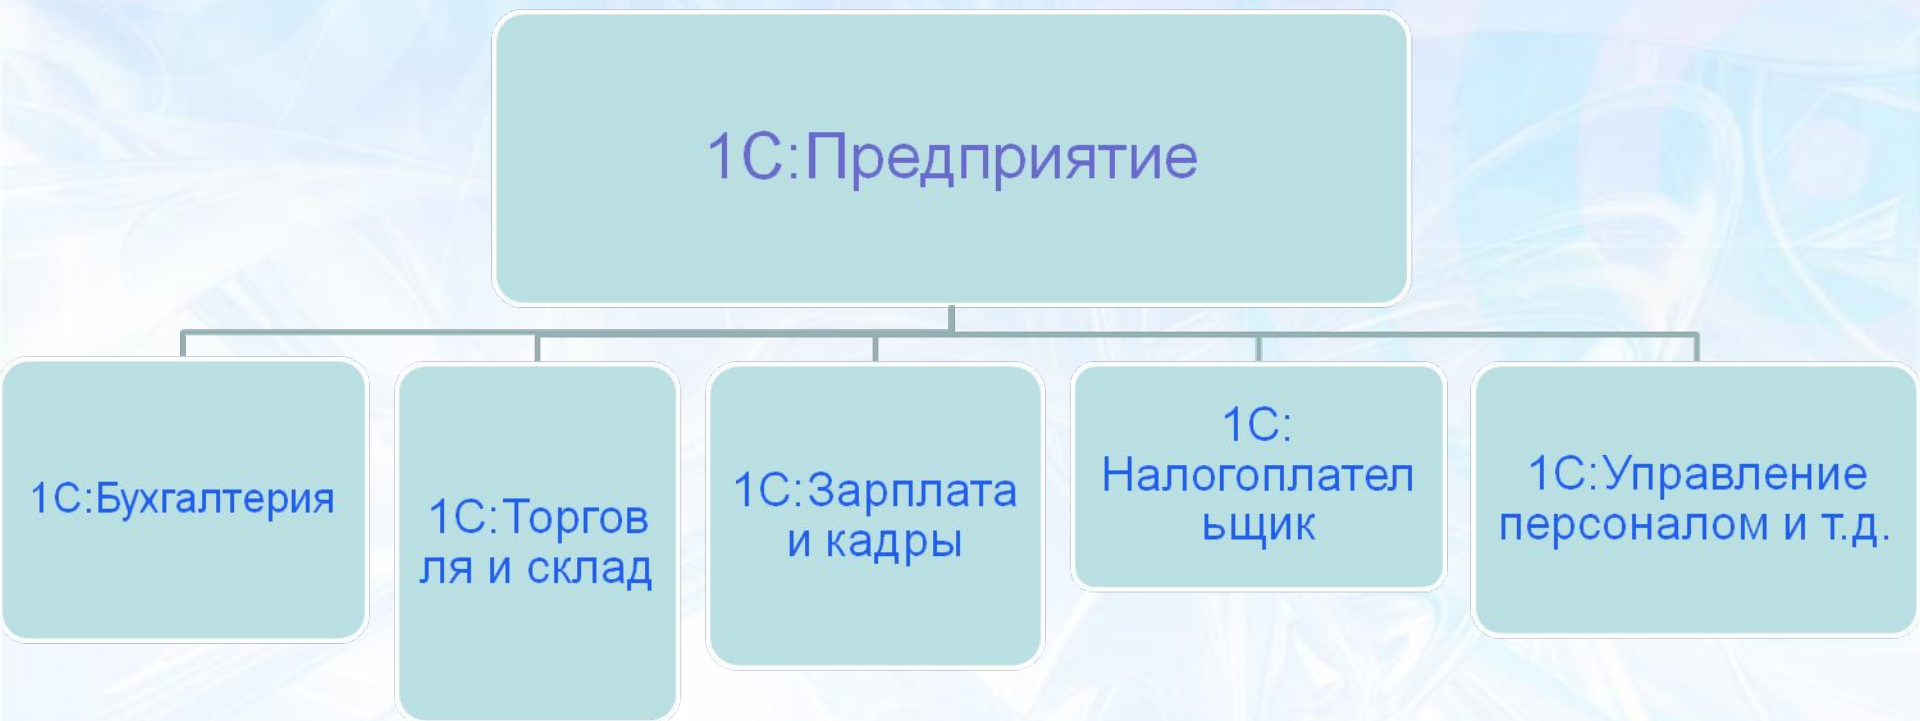 1С:Предприятие
1С:Бухгалтерия
1С:Торгов
ля и склад
1С:Зарплата
и кадры
1С:
Налогоплател
ьщик
1С:Управление
персоналом и т.д.